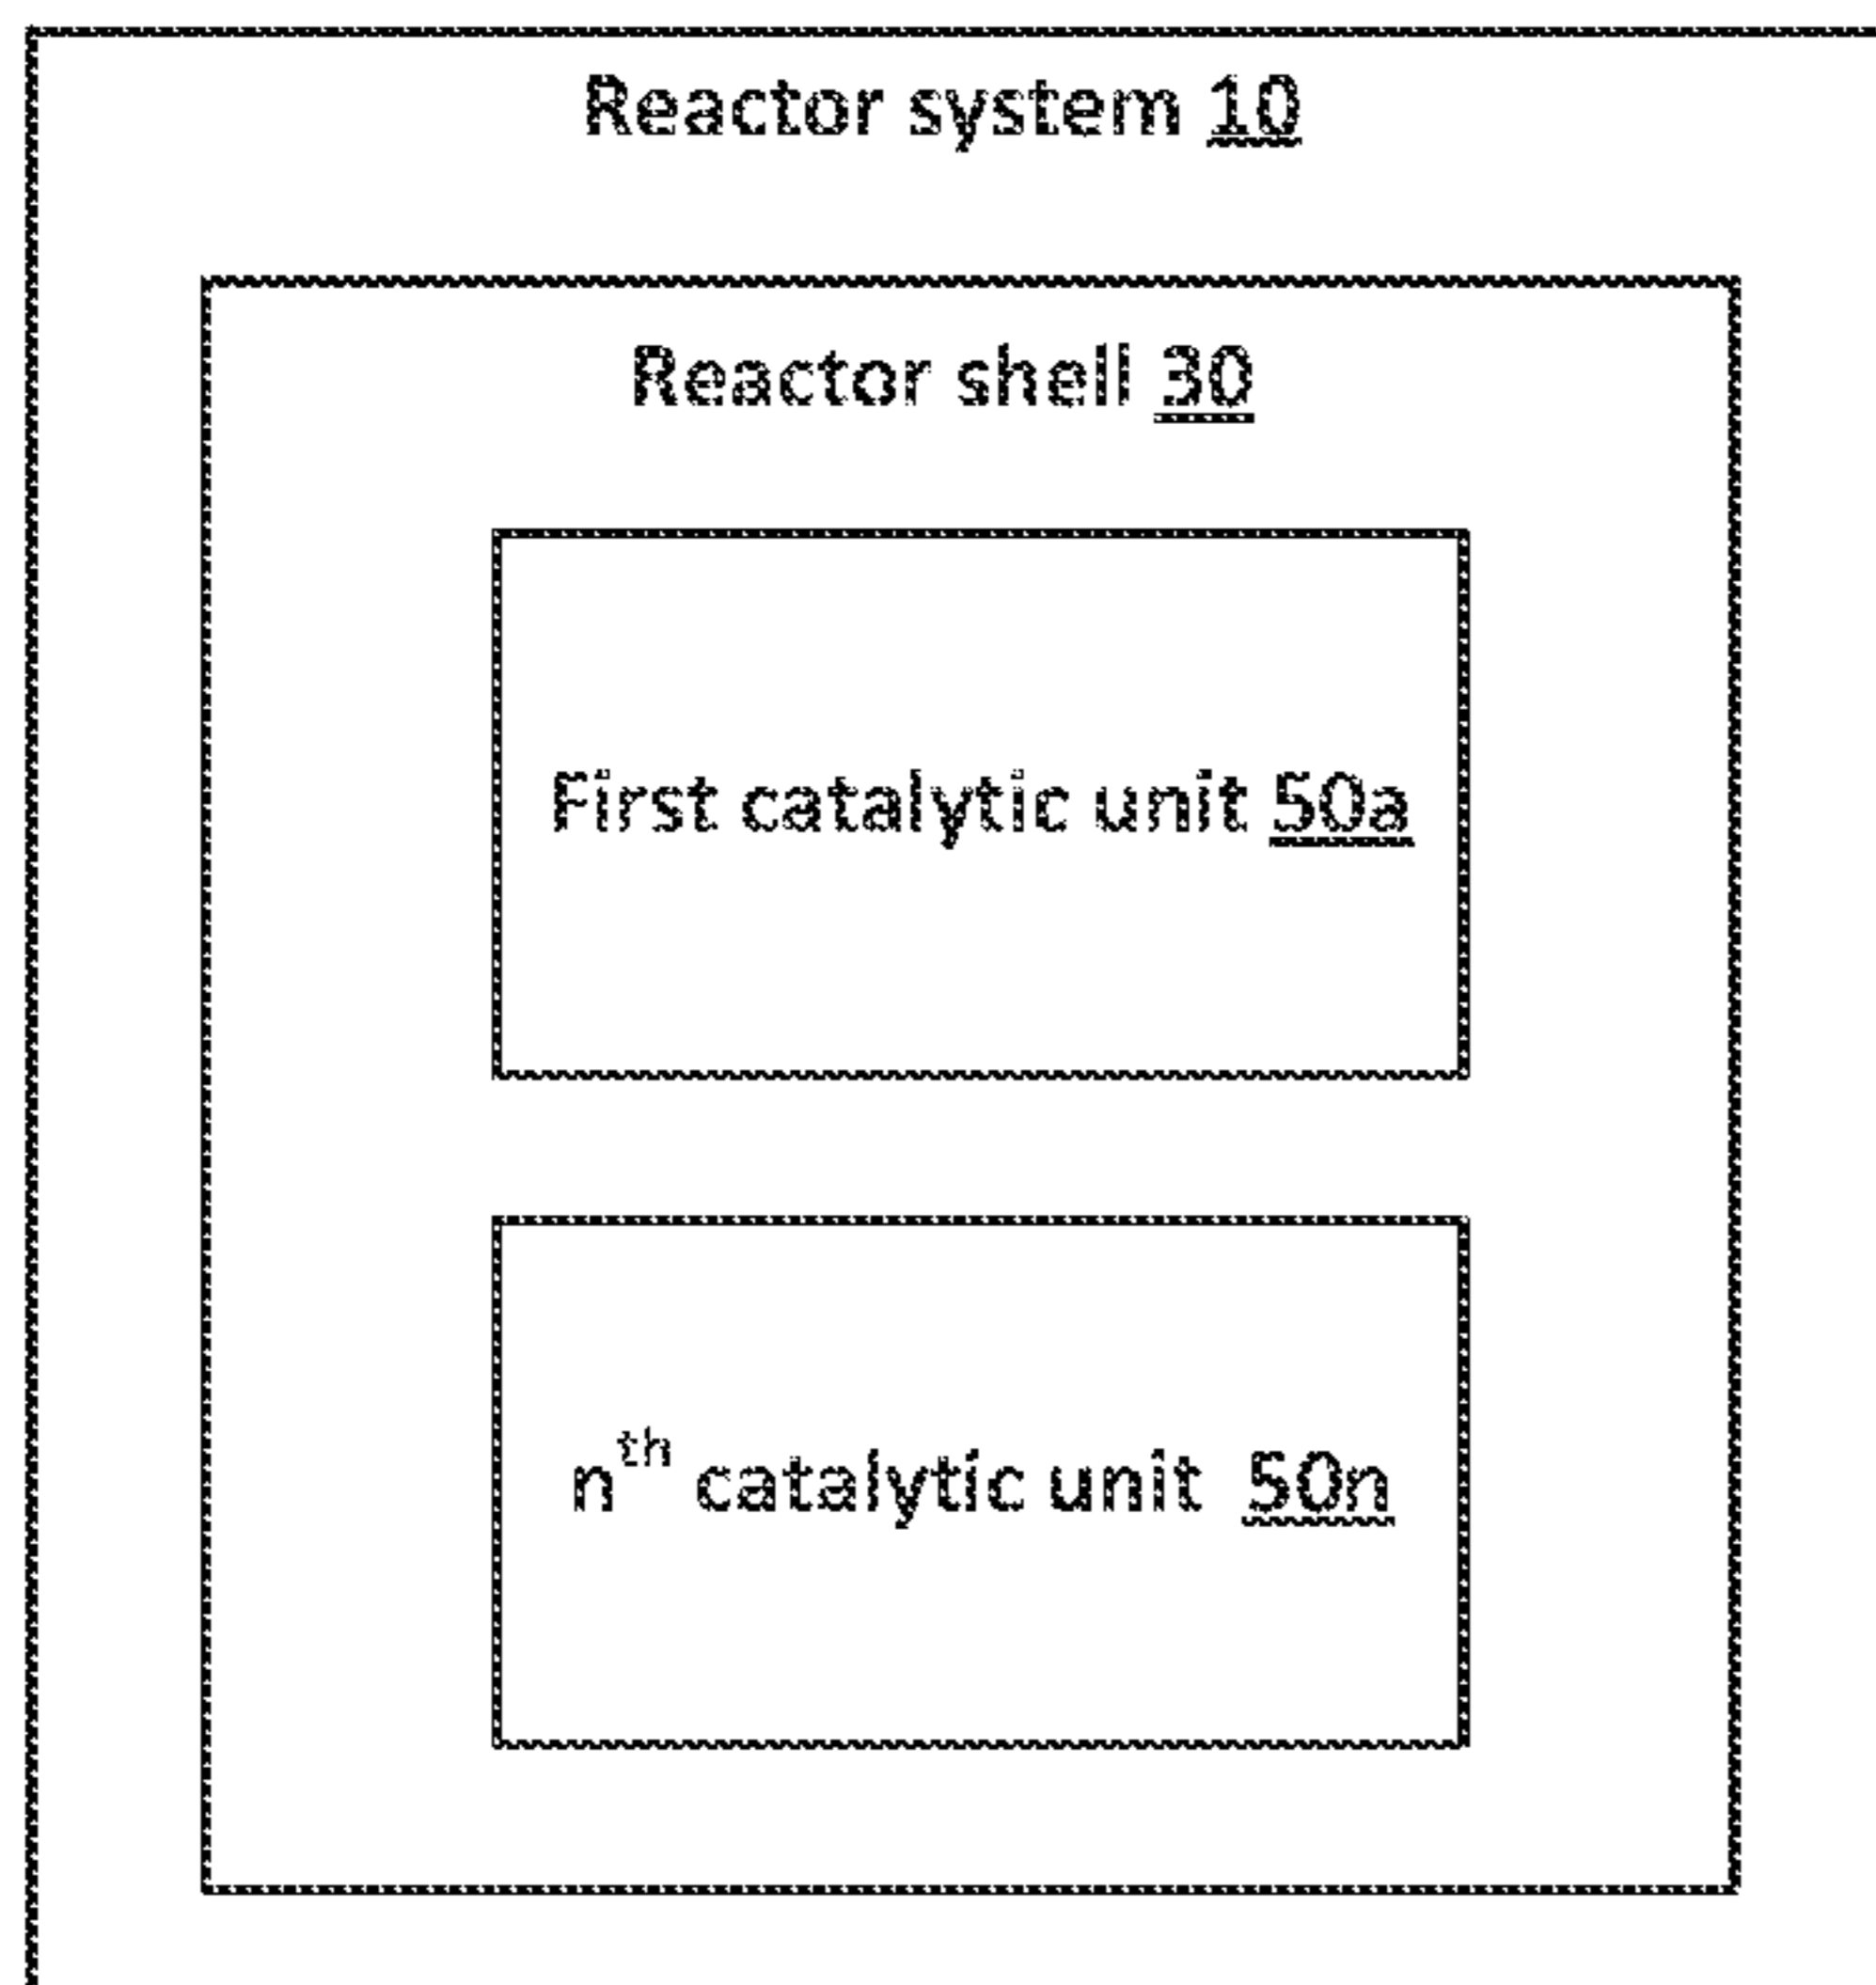 Reactor system 10
Reactor shell 30
First catalytic unit 50a
nth catalytic unit 50n